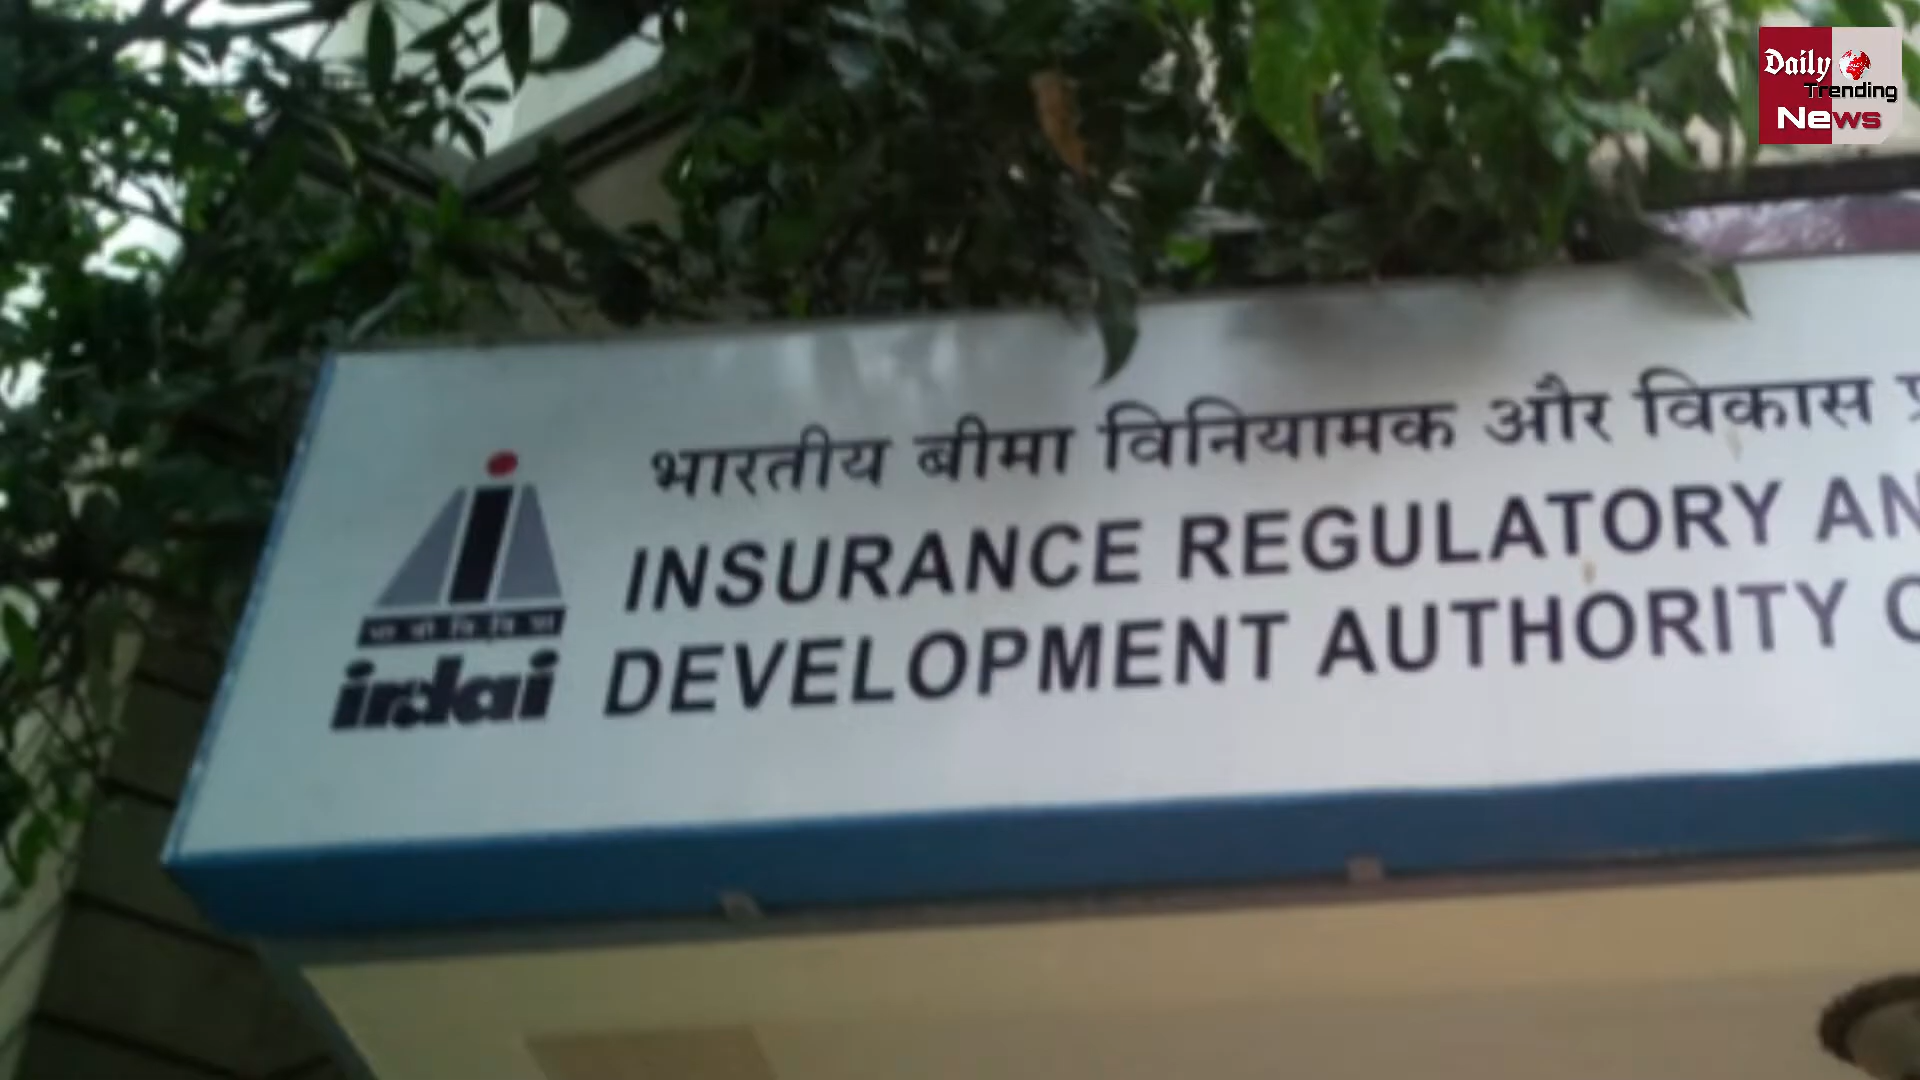 Daily
Trending
News
भारतीय बीमा विनियामक और विकास
INSURANCE REGULATORY AN
DEVELOPMENT AUTHORITY O
irdai